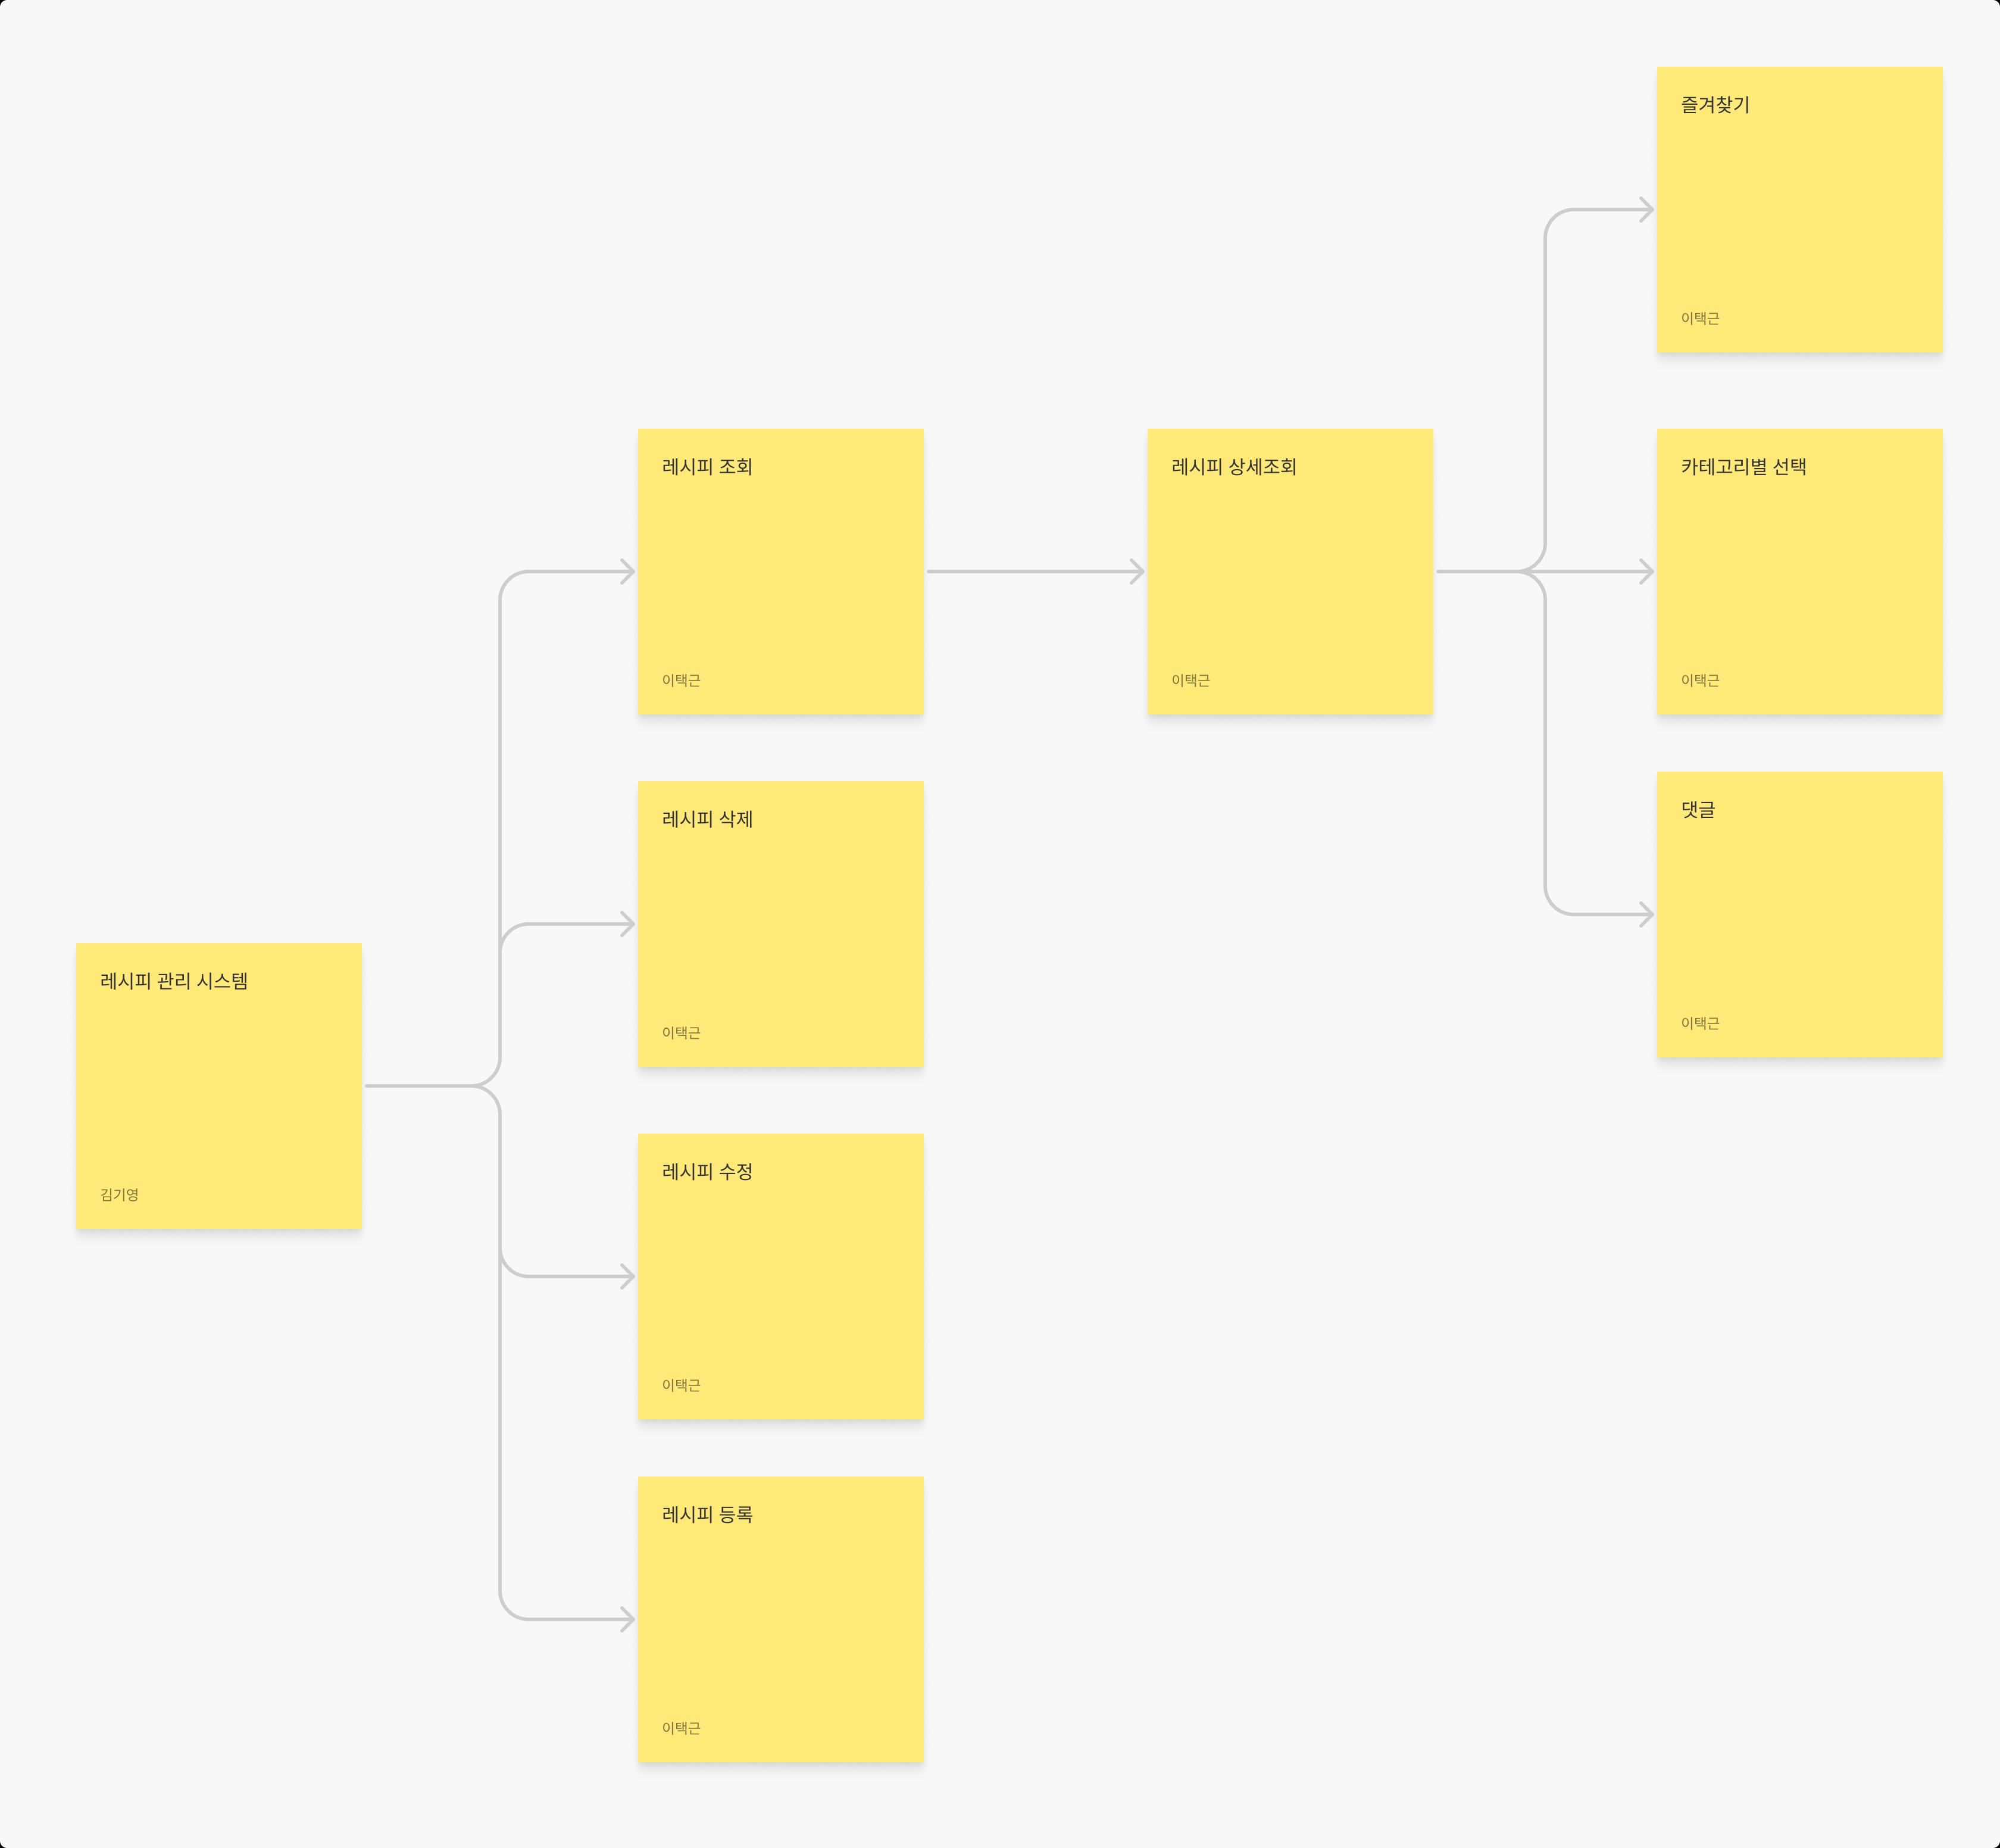 즐겨찾기
이택근
레시피 조회
이택근
레시피 상세조회
이택근
카테고리별 선택
이택근
레시피 삭제
이택근
댓글
이택근
레시피 관리 시스템
김기영
레시피 수정
이택근
레시피 등록
이택근